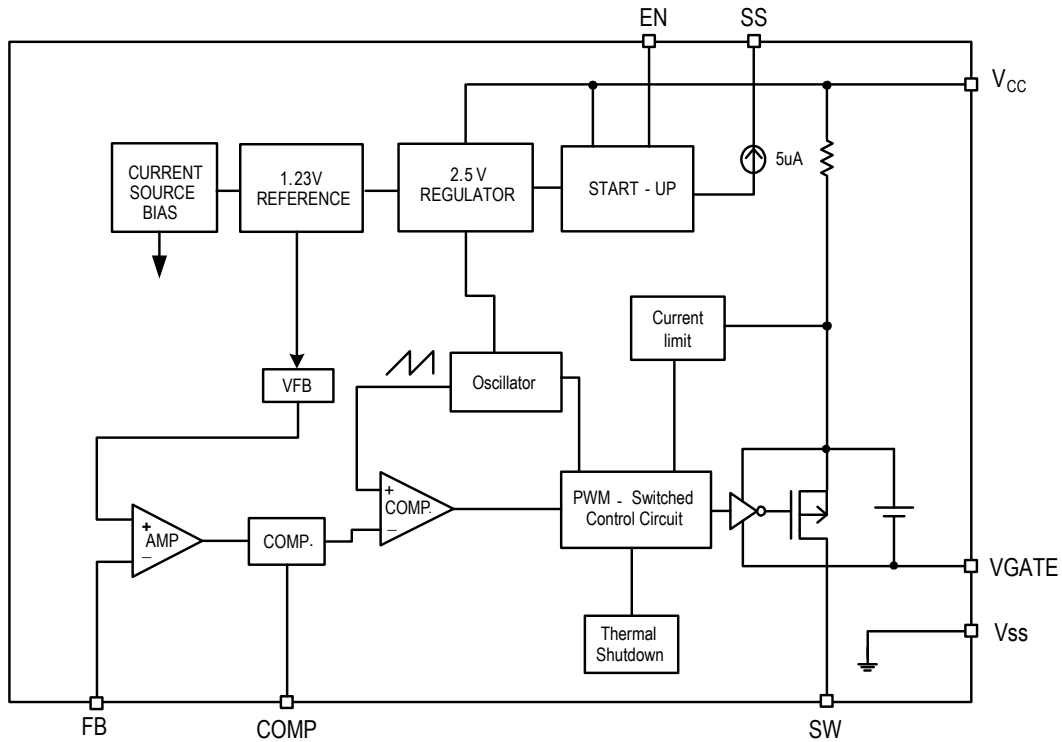 EN
SS
VCC
5uA
CURRENT
SOURCE
BIAS
1.23V
REFERENCE
2.5 V
REGULATOR
START - UP
Current
limit
VFB
Oscillator
+
AMP
−
COMP.
+
COMP.
−
PWM - Switched
Control Circuit
VGATE
Thermal
Shutdown
Vss
FB
COMP
SW